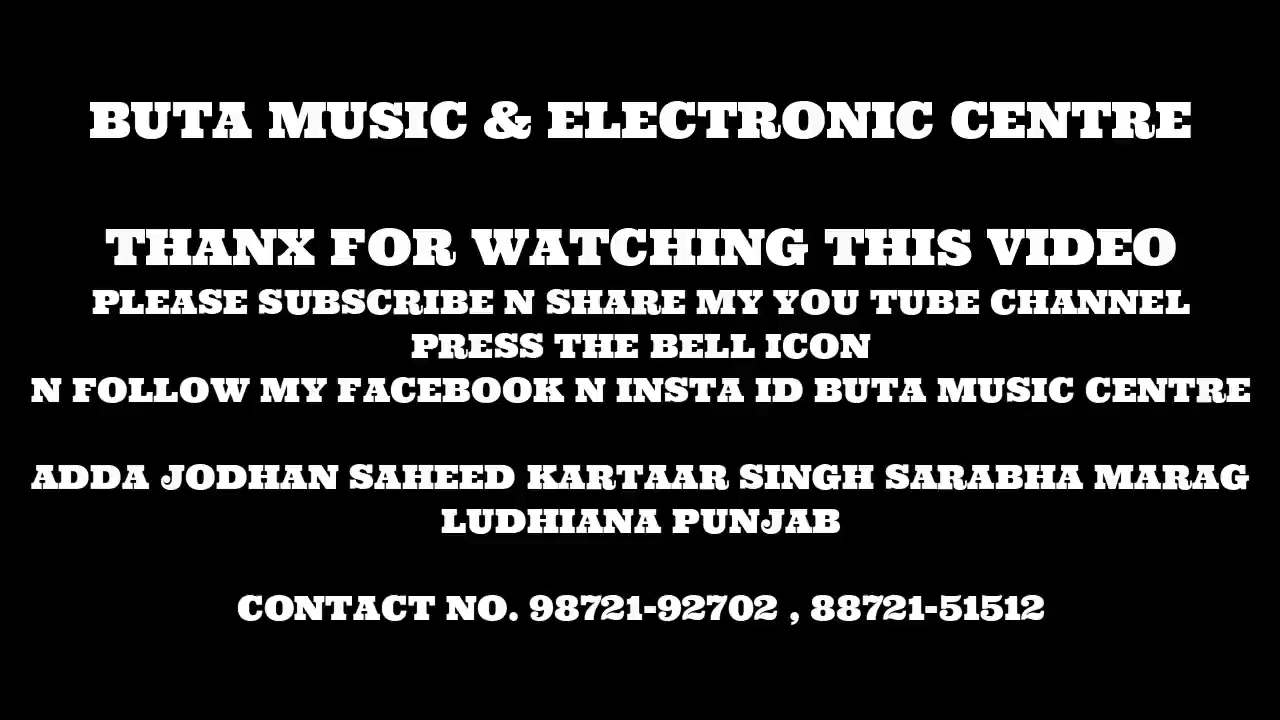 BUTA MUSIC & ELECTRONIC CENTRE
THANX FOR WATCHING THIS VIDEO
PLEASE SUBSCRIBE N SHARE MY YOU TUBE CHANNEL
PRESS THE BELL ICON
N FOLLOW MY FACEBOOK N INSTA ID BUTA MUSIC CENTRE
ADDA JODHAN SAHEED KARTAAR SINGH SARABHA MARAG
LUDHIANA PUNJAB
CONTACT NO. 98721-92702 , 88721-51512